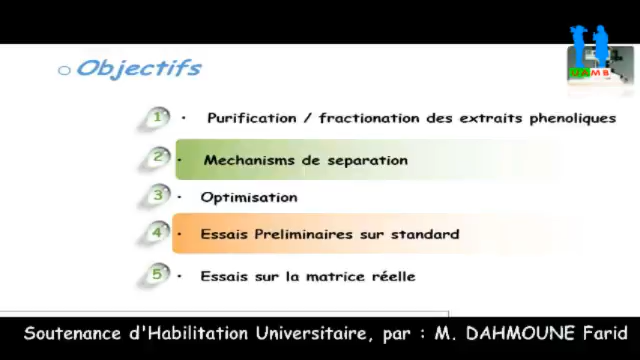 Objectifs
UAMB
1 · Purification / fractionation des extraits phenoliques
2 · Mechanisms de separation
3 · Optimisation
4 · Essais Preliminaires sur standard
5 · Essais sur la matrice réelle
Soutenance d'Habilitation Universitaire, par : M. DAHMOUNE Farid